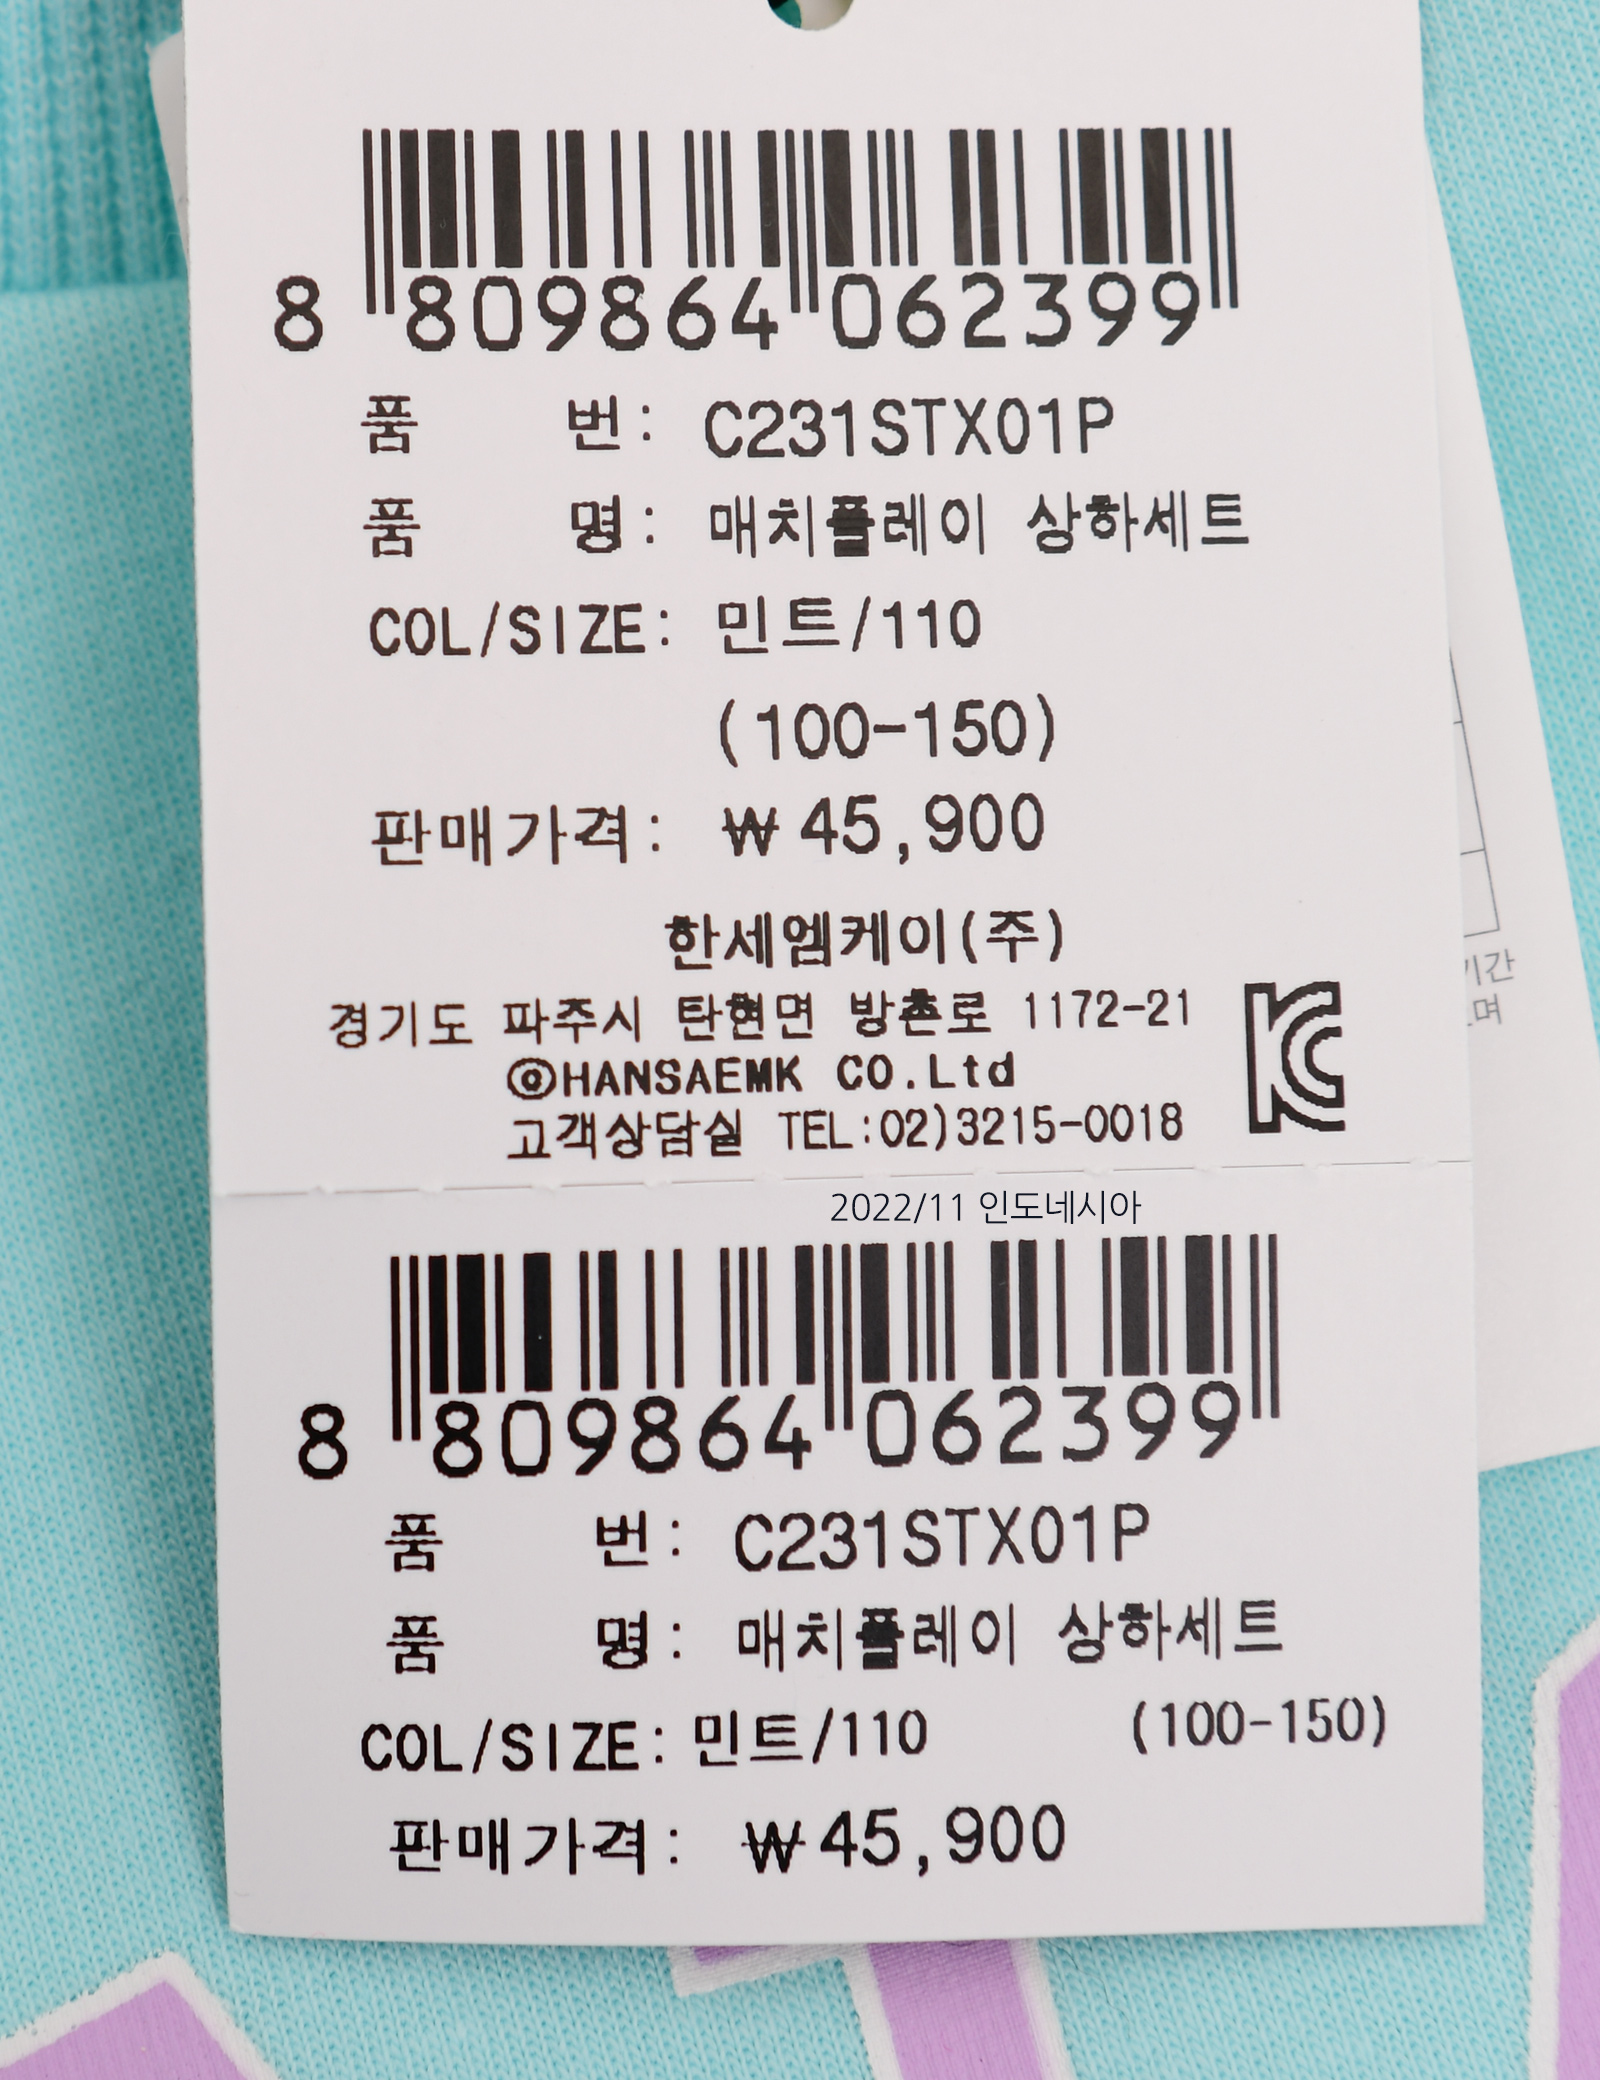 8 809864 062399
품 번: C231STX01P
품 명: 매치플레이 상하세트
COL/SIZE: 민트/110
(100-150)
판매가격: ₩45,900
한세엠케이(주)
경기도 파주시 탄현면 방촌로 1172-21
ⓒHANSAEMK CO.Ltd
고객상담실 TEL:02)3215-0018
KC
기간
며
2022/11 인도네시아
8 809864 062399
품 번: C231STX01P
품 명: 매치플레이 상하세트
COL/SIZE: 민트/110 (100-150)
판매가격: ₩45,900